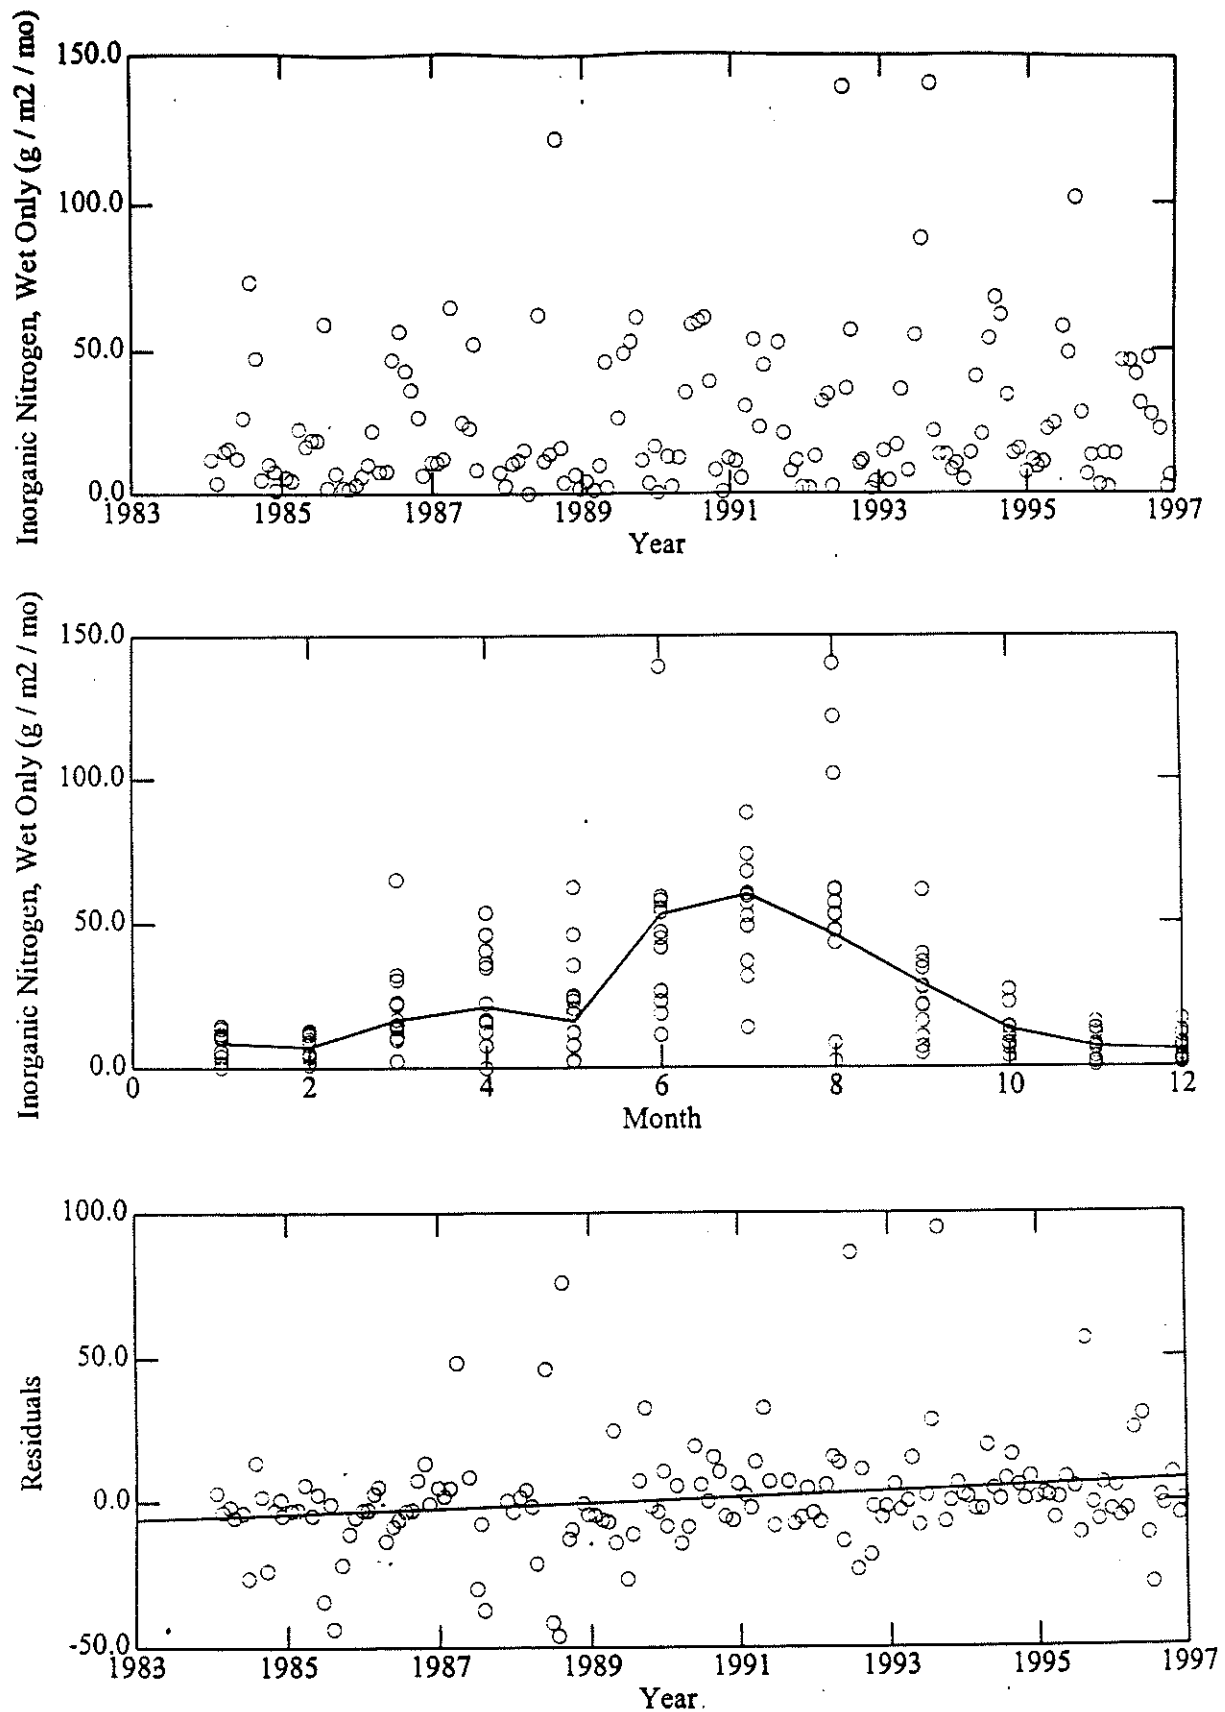 Inorganic Nitrogen, Wet Only (g / m2 / mo)
150.0
100.0
50.0
0.0
1983 1985 1987 1989 1991 1993 1995 1997
Year
Inorganic Nitrogen, Wet Only (g / m2 / mo)
150.0
100.0
50.0
0.0
0 2 4 6 8 10 12
Month
Residuals
100.0
50.0
0.0
-50.0
1983 1985 1987 1989 1991 1993 1995 1997
Year